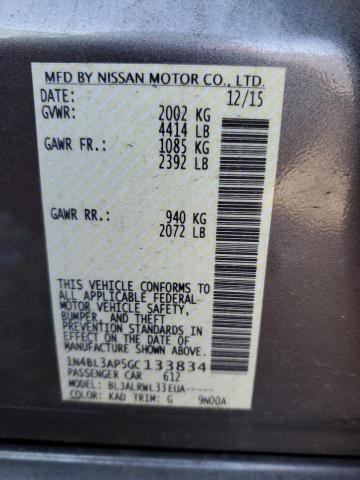 MFD BY NISSAN MOTOR CO., LTD.
DATE: 12/15
GVWR: 2002 KG
4414 LB
GAWR FR: 1085 KG
2392 LB
GAWR RR: 940 KG
2072 LB
THIS VEHICLE CONFORMS TO
ALL APPLICABLE FEDERAL
MOTOR VEHICLE SAFETY,
BUMPER, AND THEFT
PREVENTION STANDARDS IN
EFFECT ON THE DATE OF
MANUFACTURE SHOWN ABOVE.
1N4BL3AP5GC133834
PASSENGER CAR 612
MODEL: BLJALRWL33EUA-----
COLOR: KAD TRIM: G 9N00A